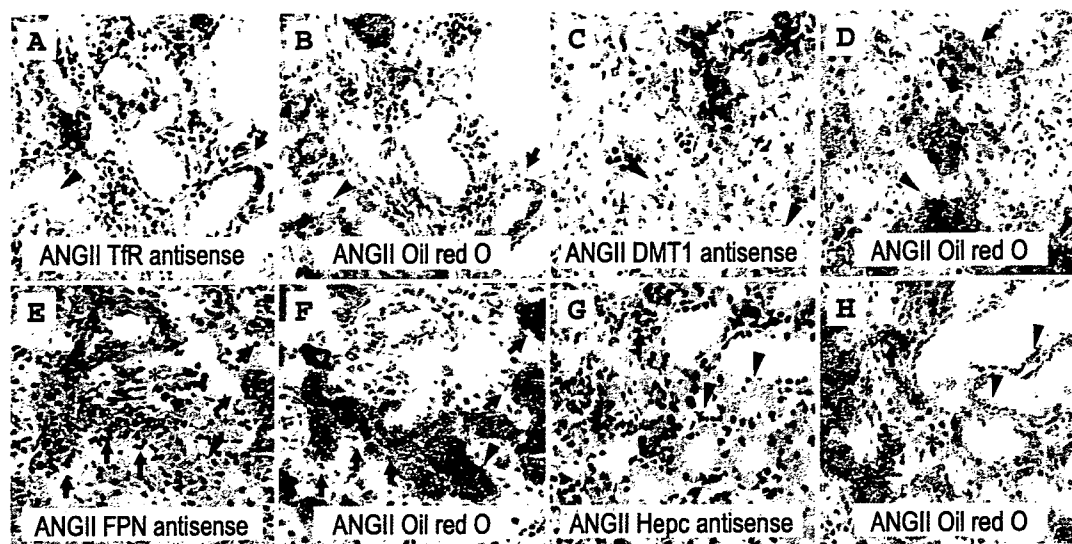 A
B
C
D
ANGII TfR antisense
ANGII Oil red O
ANGII DMT1 antisense
ANGII Oil red O
E
F
G
H
ANGII FPN antisense
ANGII Oil red O
ANGII Hepc antisense
ANGII Oil red O